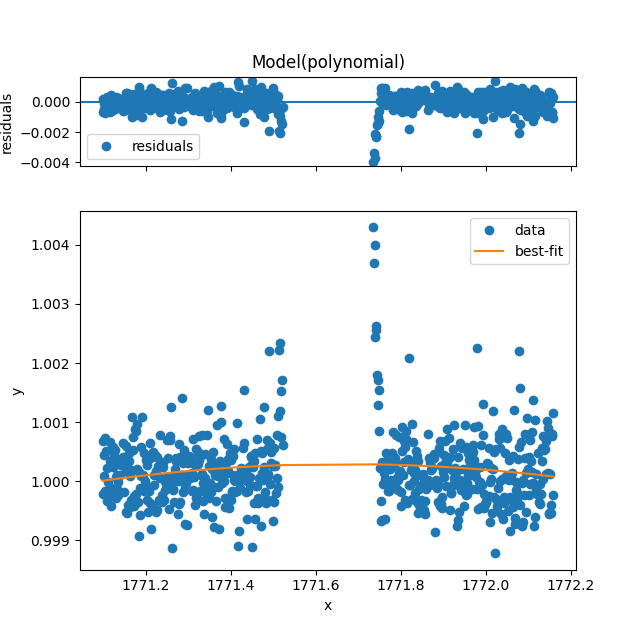 Model(polynomial)
residuals
0.000
−0.002
−0.004
residuals
y
1.004
1.003
1.002
1.001
1.000
0.999
data
best-fit
1771.2 1771.4 1771.6 1771.8 1772.0 1772.2
x